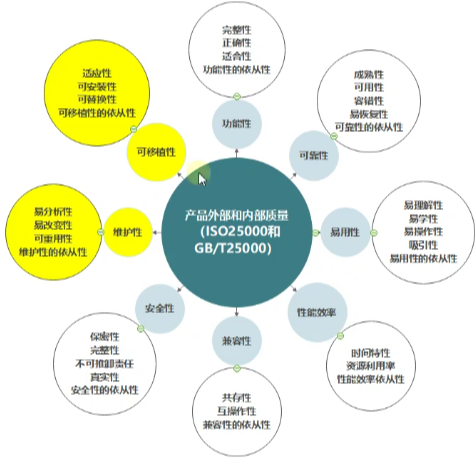 产品外部和内部质量
（ISO25000和
GB/T25000）
功能性
完整性
正确性
适合性
功能性的依从性
可靠性
成熟性
可用性
容错性
易恢复性
可靠性的依从性
易用性
易理解性
易学性
易操作性
吸引性
易用性的依从性
性能效率
时间特性
资源利用率
性能效率依从性
兼容性
共存性
互操作性
兼容性的依从性
安全性
保密性
完整性
不可推卸责任
真实性
安全性的依从性
维护性
易分析性
易改变性
可重用性
维护性的依从性
可移植性
适应性
可安装性
可替换性
可移植性的依从性